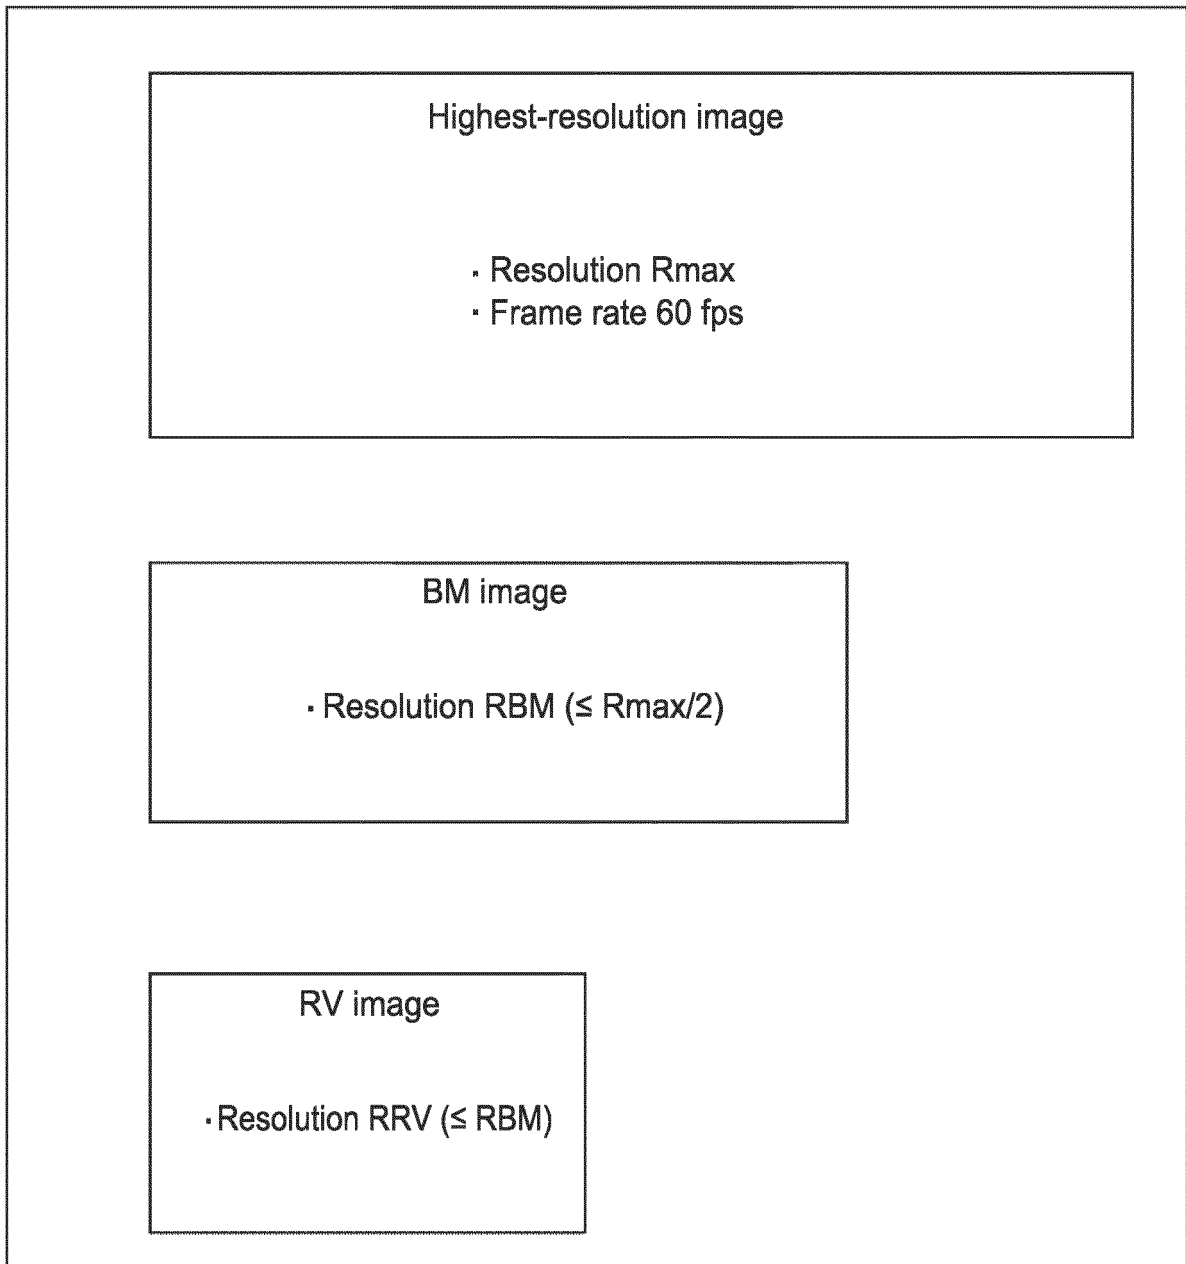 Highest-resolution image
· Resolution Rmax
· Frame rate 60 fps
BM image
· Resolution RBM (≤ Rmax/2)
RV image
· Resolution RRV (≤ RBM)